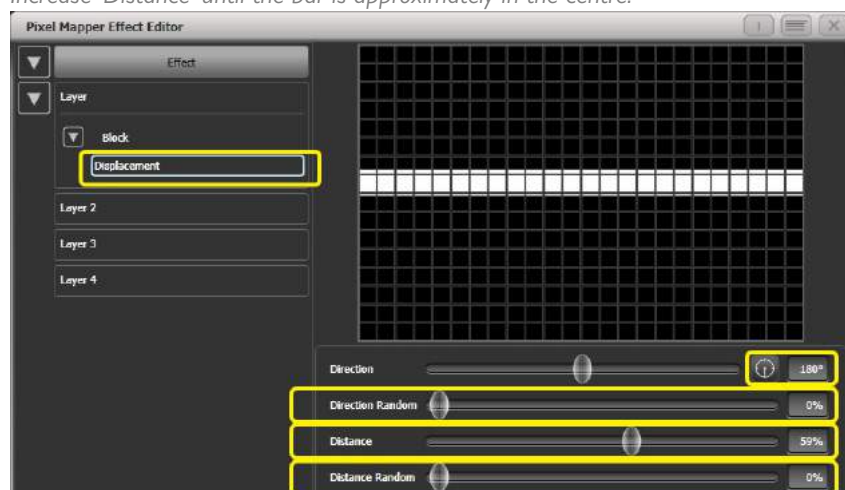 increase 'Distance' until the bar is approximately in the centre.
Pixel Mapper Effect Editor
Effect
Layer
Block
Displacement
Layer 2
Layer 3
Layer 4
Direction 180°
Direction Random 0%
Distance 59%
Distance Random 0%